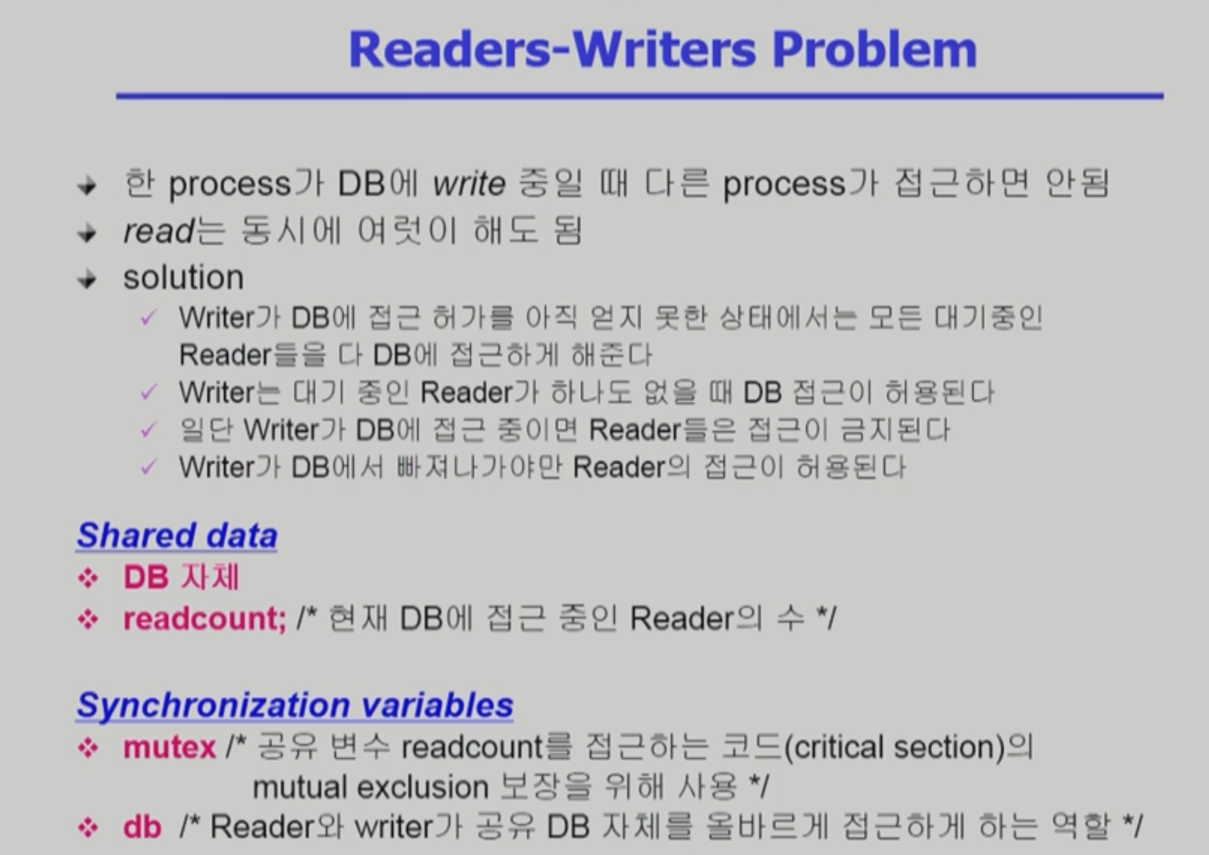 Readers-Writers Problem
한 process가 DB에 write 중일 때 다른 process가 접근하면 안됨
read는 동시에 여럿이 해도 됨
solution
Writer가 DB에 접근 허가를 아직 얻지 못한 상태에서는 모든 대기중인
Reader들을 다 DB에 접근하게 해준다
Writer는 대기 중인 Reader가 하나도 없을 때 DB 접근이 허용된다
일단 Writer가 DB에 접근 중이면 Reader들은 접근이 금지된다
Writer가 DB에서 빠져나가야만 Reader의 접근이 허용된다
Shared data
DB 자체
readcount; /* 현재 DB에 접근 중인 Reader의 수 */
Synchronization variables
mutex /* 공유 변수 readcount를 접근하는 코드(critical section)의
mutual exclusion 보장을 위해 사용 */
db /* Reader와 writer가 공유 DB 자체를 올바르게 접근하게 하는 역할 */